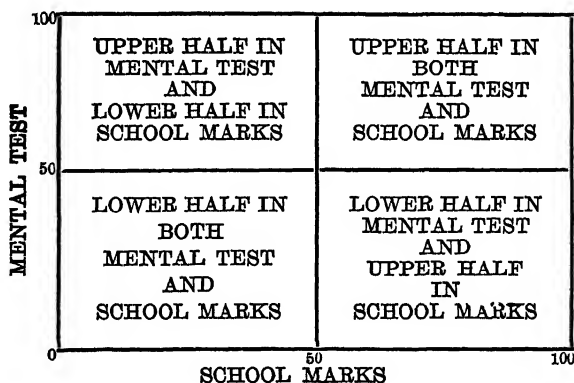 100
UPPER HALF IN
MENTAL TEST
AND
LOWER HALF IN
SCHOOL MARKS
UPPER HALF IN
BOTH
MENTAL TEST
AND
SCHOOL MARKS
MENTAL TEST
50
LOWER HALF IN
BOTH
MENTAL TEST
AND
SCHOOL MARKS
LOWER HALF IN
MENTAL TEST
AND
UPPER HALF
IN
SCHOOL MARKS
0
50
100
SCHOOL MARKS